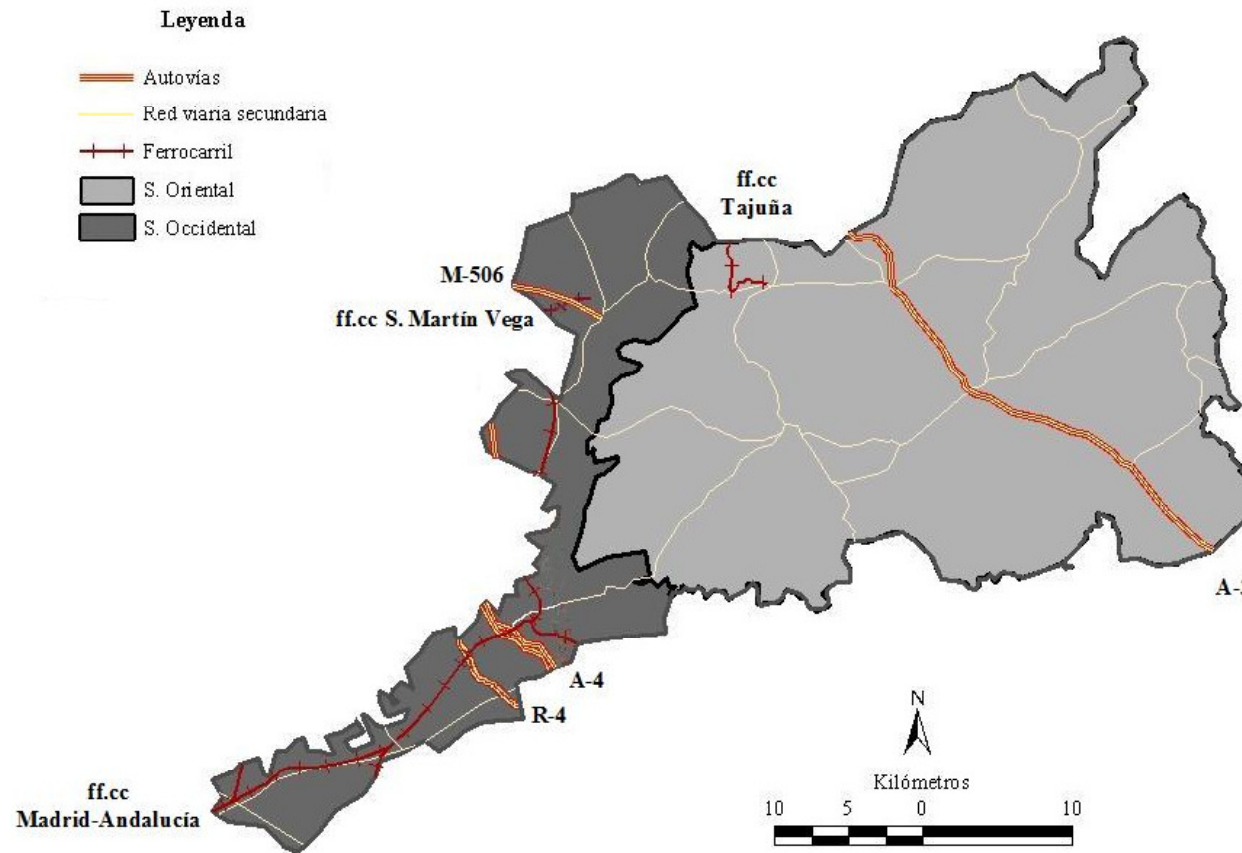 Leyenda
Autovías
Red viaria secundaria
Ferrocarril
S. Oriental
S. Occidental
ff.cc
Tajuña
M-506
ff.cc S. Martín Vega
A-4
R-4
ff.cc
Madrid-Andalucía
N
Kilómetros
10 5 0 10